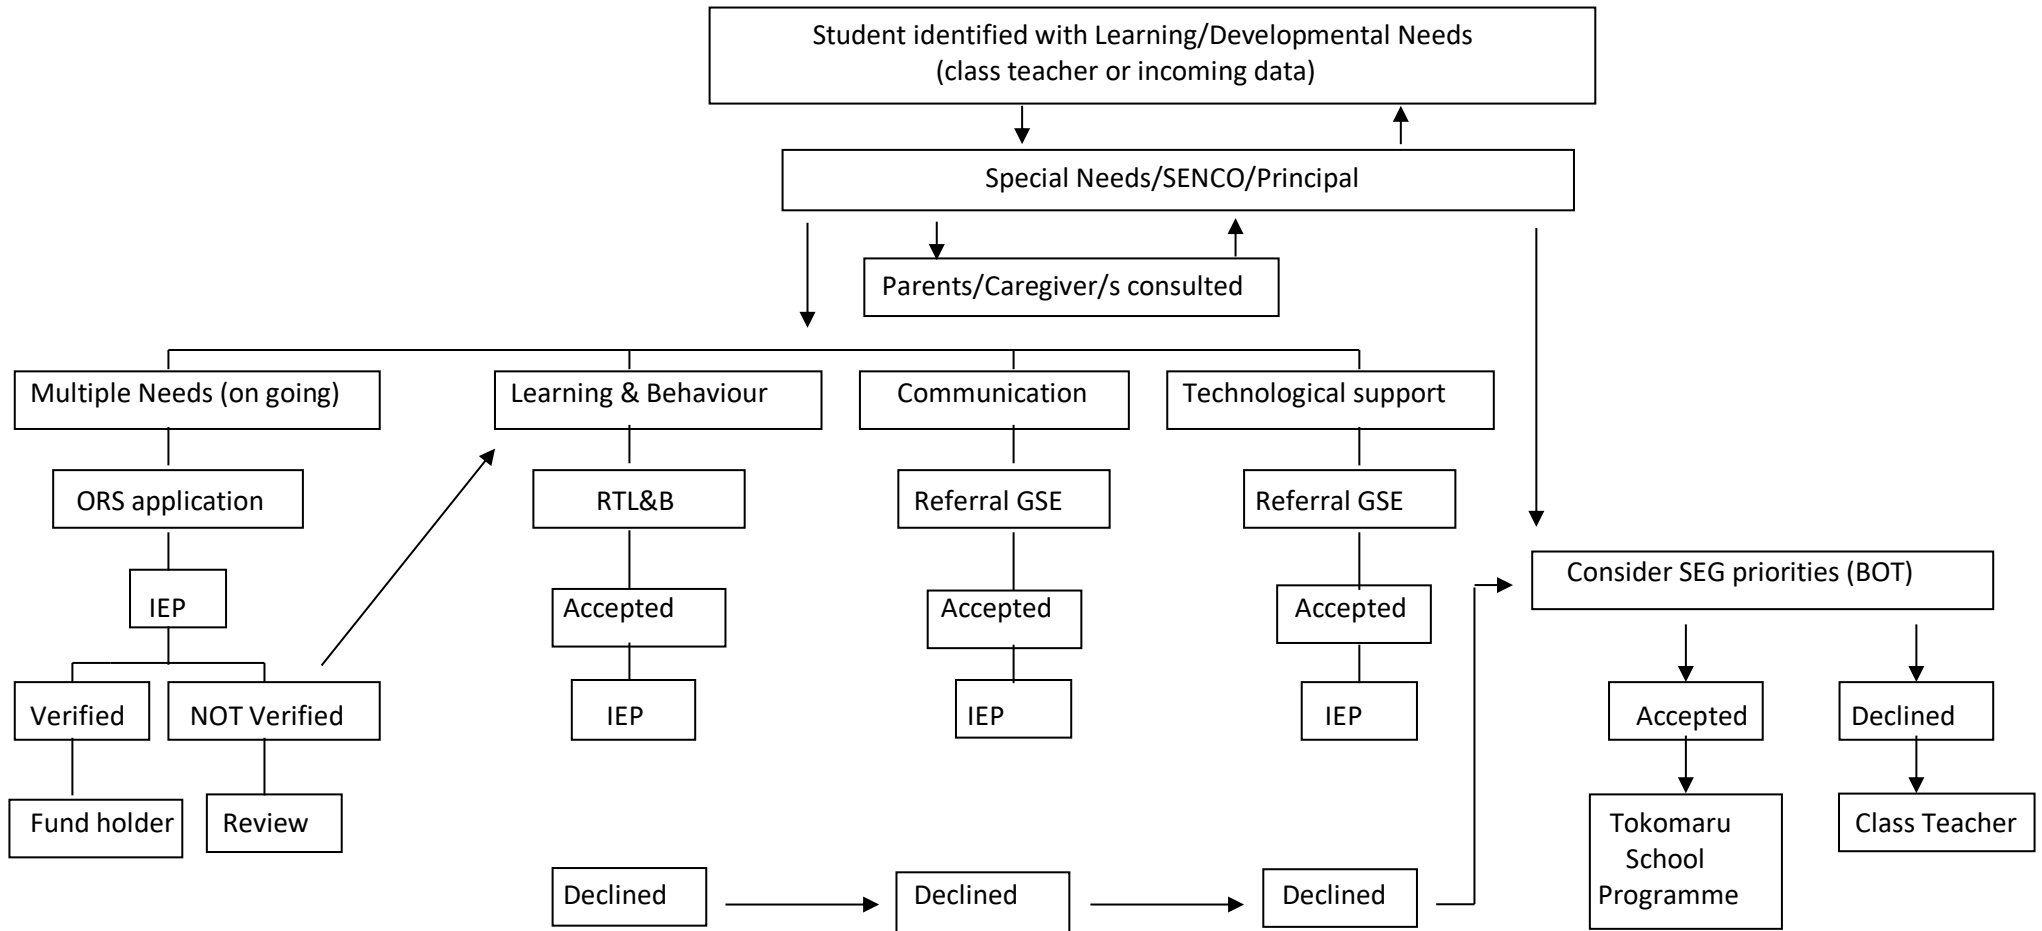 Student identified with Learning/Developmental Needs
(class teacher or incoming data)
Special Needs/SENCO/Principal
Parents/Caregiver/s consulted
Multiple Needs (on going)
Learning & Behaviour
Communication
Technological support
ORS application
RTL&B
Referral GSE
Referral GSE
Consider SEG priorities (BOT)
IEP
Accepted
Accepted
Accepted
Verified
NOT Verified
IEP
IEP
IEP
Accepted
Declined
Fund holder
Review
Tokomaru
School
Programme
Class Teacher
Declined
Declined
Declined